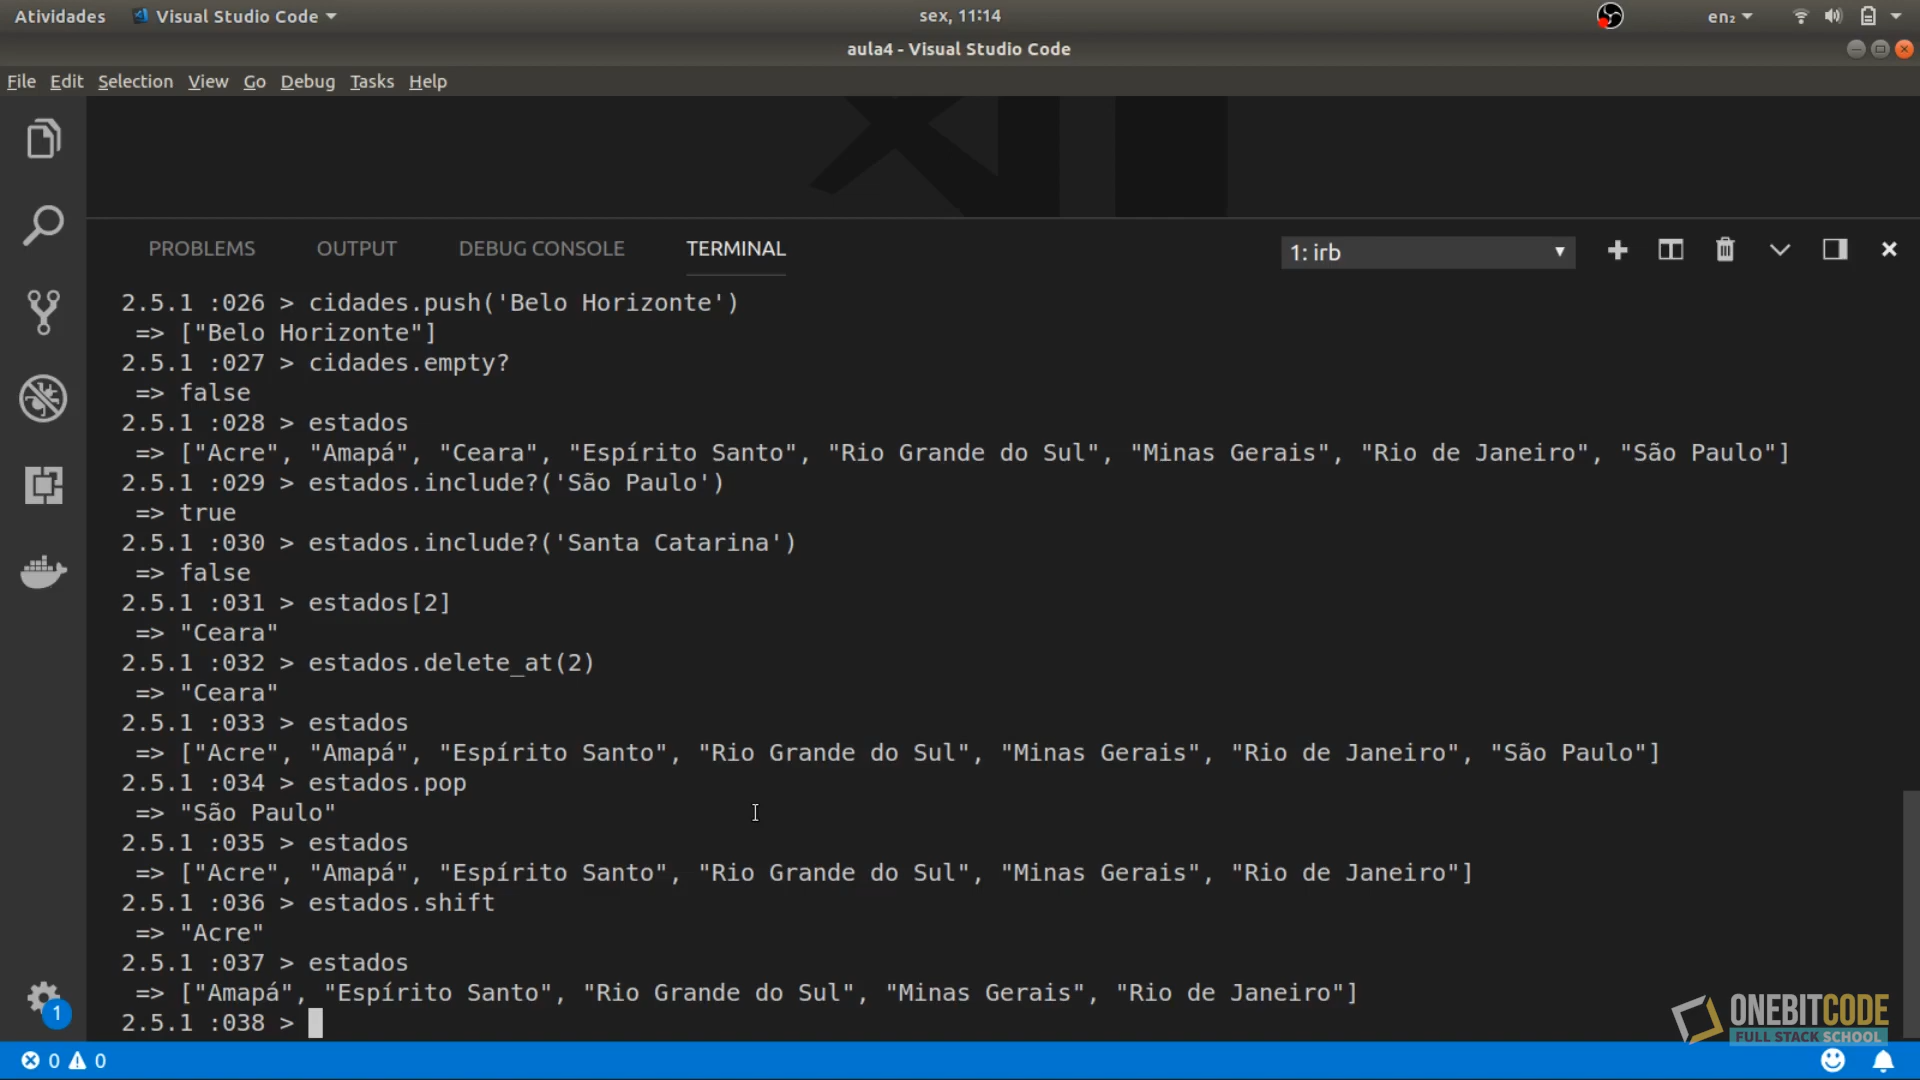 Atividades Visual Studio Code sex, 11:14 en₂
aula4 - Visual Studio Code
File Edit Selection View Go Debug Tasks Help
PROBLEMS OUTPUT DEBUG CONSOLE TERMINAL 1: irb
2.5.1 :026 > cidades.push('Belo Horizonte')
=> ["Belo Horizonte"]
2.5.1 :027 > cidades.empty?
=> false
2.5.1 :028 > estados
=> ["Acre", "Amapá", "Ceara", "Espírito Santo", "Rio Grande do Sul", "Minas Gerais", "Rio de Janeiro", "São Paulo"]
2.5.1 :029 > estados.include?('São Paulo')
=> true
2.5.1 :030 > estados.include?('Santa Catarina')
=> false
2.5.1 :031 > estados[2]
=> "Ceara"
2.5.1 :032 > estados.delete_at(2)
=> "Ceara"
2.5.1 :033 > estados
=> ["Acre", "Amapá", "Espírito Santo", "Rio Grande do Sul", "Minas Gerais", "Rio de Janeiro", "São Paulo"]
2.5.1 :034 > estados.pop
=> "São Paulo"
2.5.1 :035 > estados
=> ["Acre", "Amapá", "Espírito Santo", "Rio Grande do Sul", "Minas Gerais", "Rio de Janeiro"]
2.5.1 :036 > estados.shift
=> "Acre"
2.5.1 :037 > estados
=> ["Amapá", "Espírito Santo", "Rio Grande do Sul", "Minas Gerais", "Rio de Janeiro"]
2.5.1 :038 >
1
ONEBITCODE
FULL STACK SCHOOL
0 0